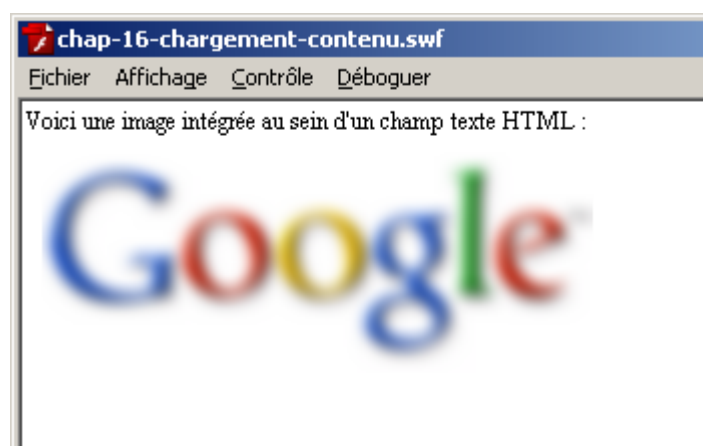 chap-16-chargement-contenu.swf
Fichier Affichage Contrôle Déboguer
Voici une image intégrée au sein d'un champ texte HTML :
Google